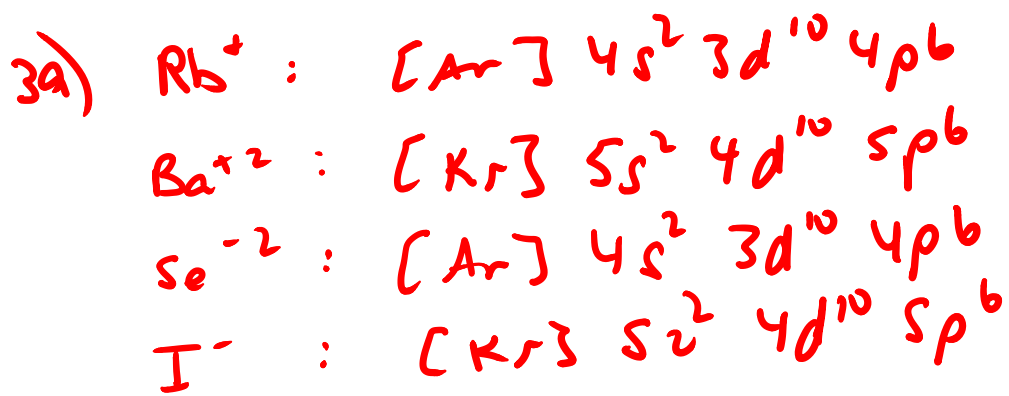 3a) Rb⁺ : [Ar] 4s² 3d¹⁰ 4p⁶
Ba⁺² : [Kr] 5s² 4d¹⁰ 5p⁶
Se⁻² : [Ar] 4s² 3d¹⁰ 4p⁶
I⁻ : [Kr] 5s² 4d¹⁰ 5p⁶